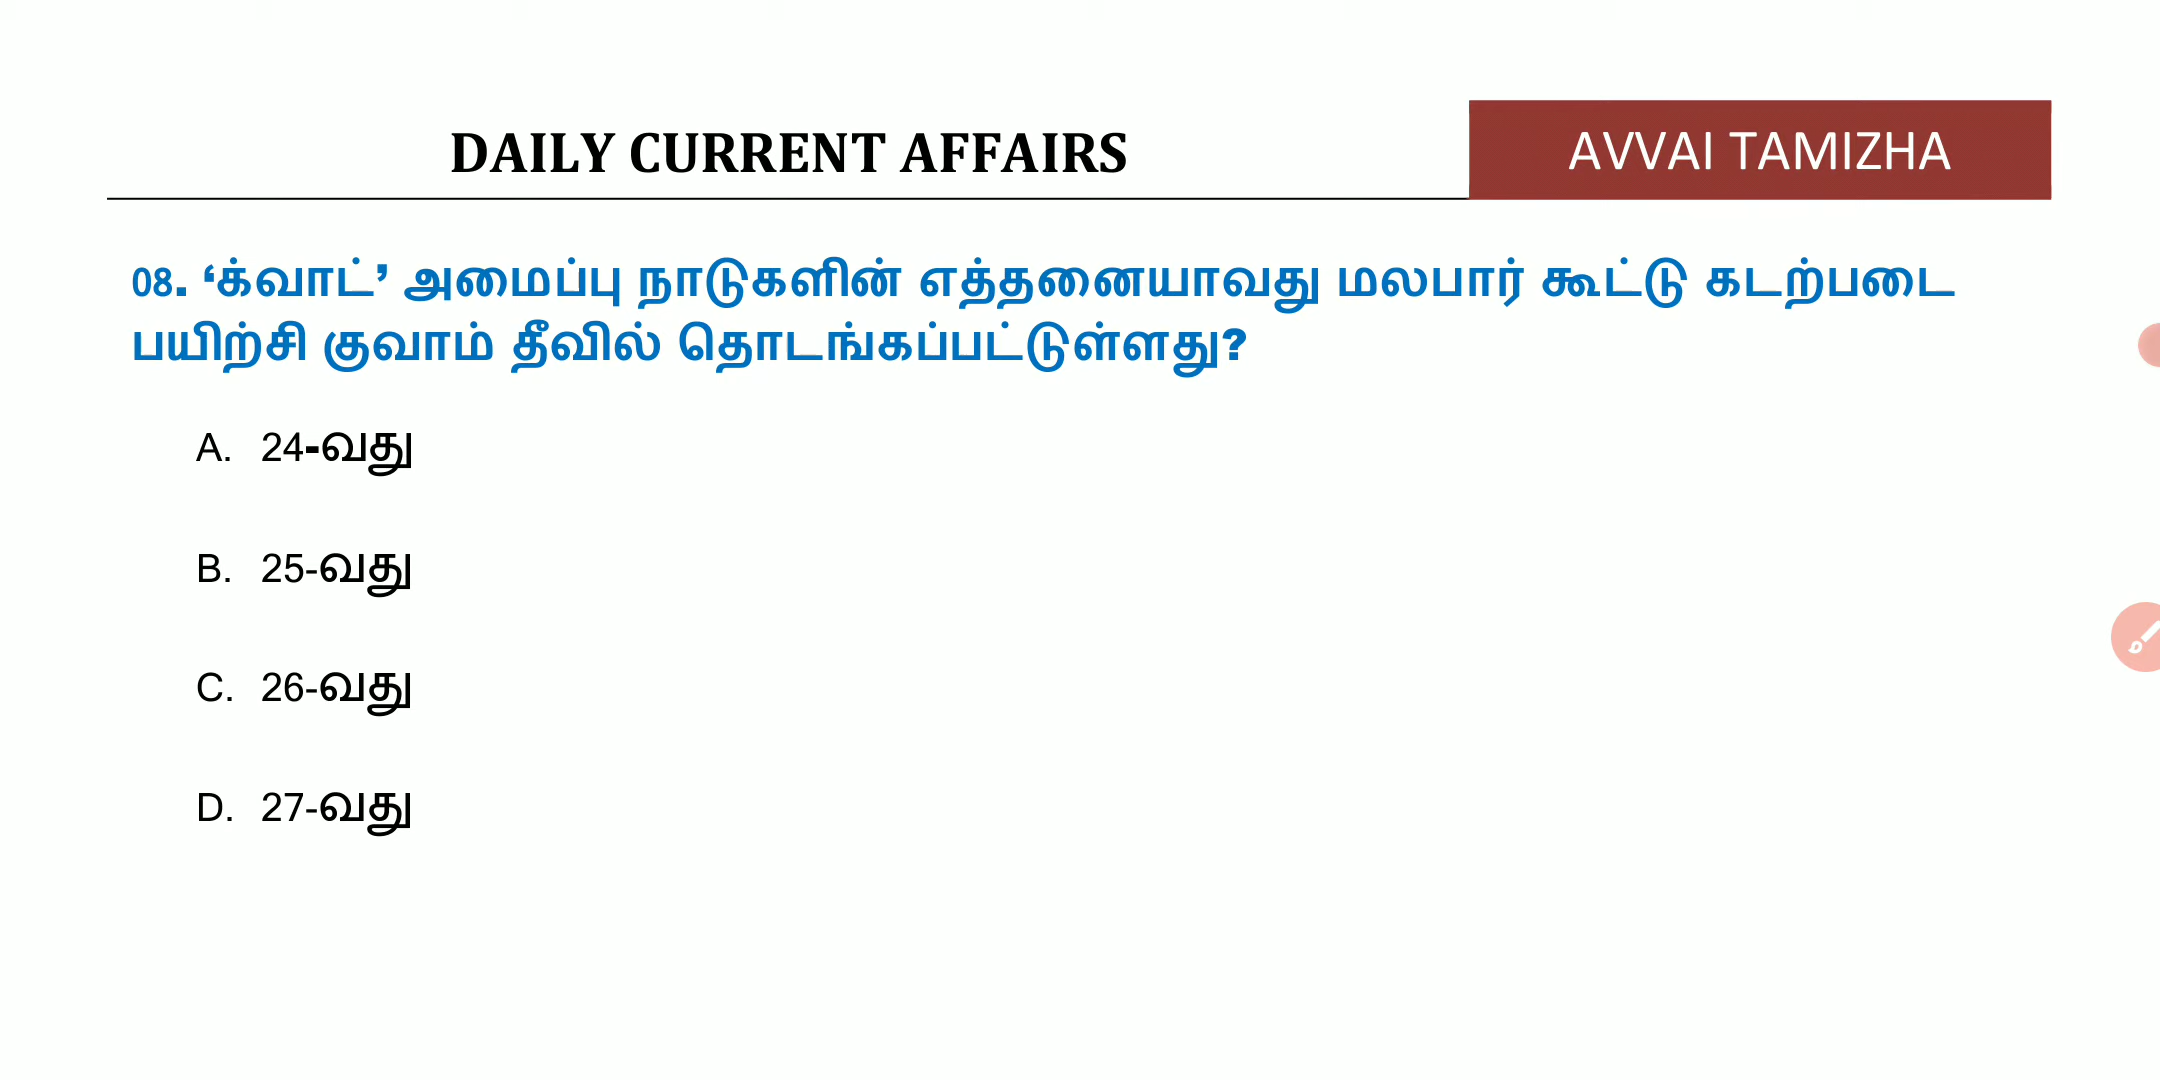 DAILY CURRENT AFFAIRS
AVVAI TAMIZHA
08. ‘க்வாட்’ அமைப்பு நாடுகளின் எத்தனையாவது மலபார் கூட்டு கடற்படை
பயிற்சி குவாம் தீவில் தொடங்கப்பட்டுள்ளது?
A. 24-வது
B. 25-வது
C. 26-வது
D. 27-வது